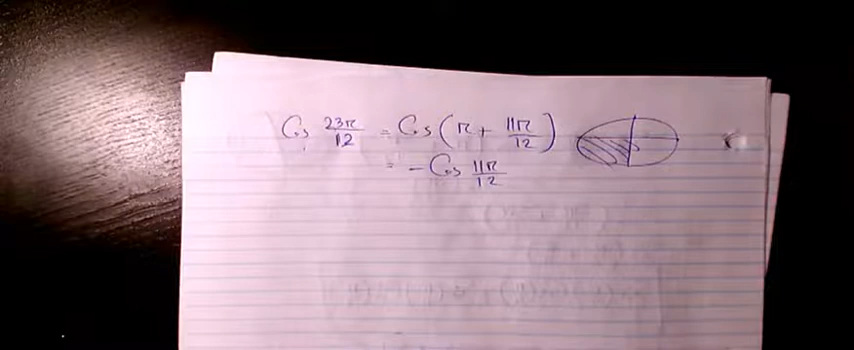 Cos 23π/12 = Cos(π + 11π/12)
= - Cos 11π/12